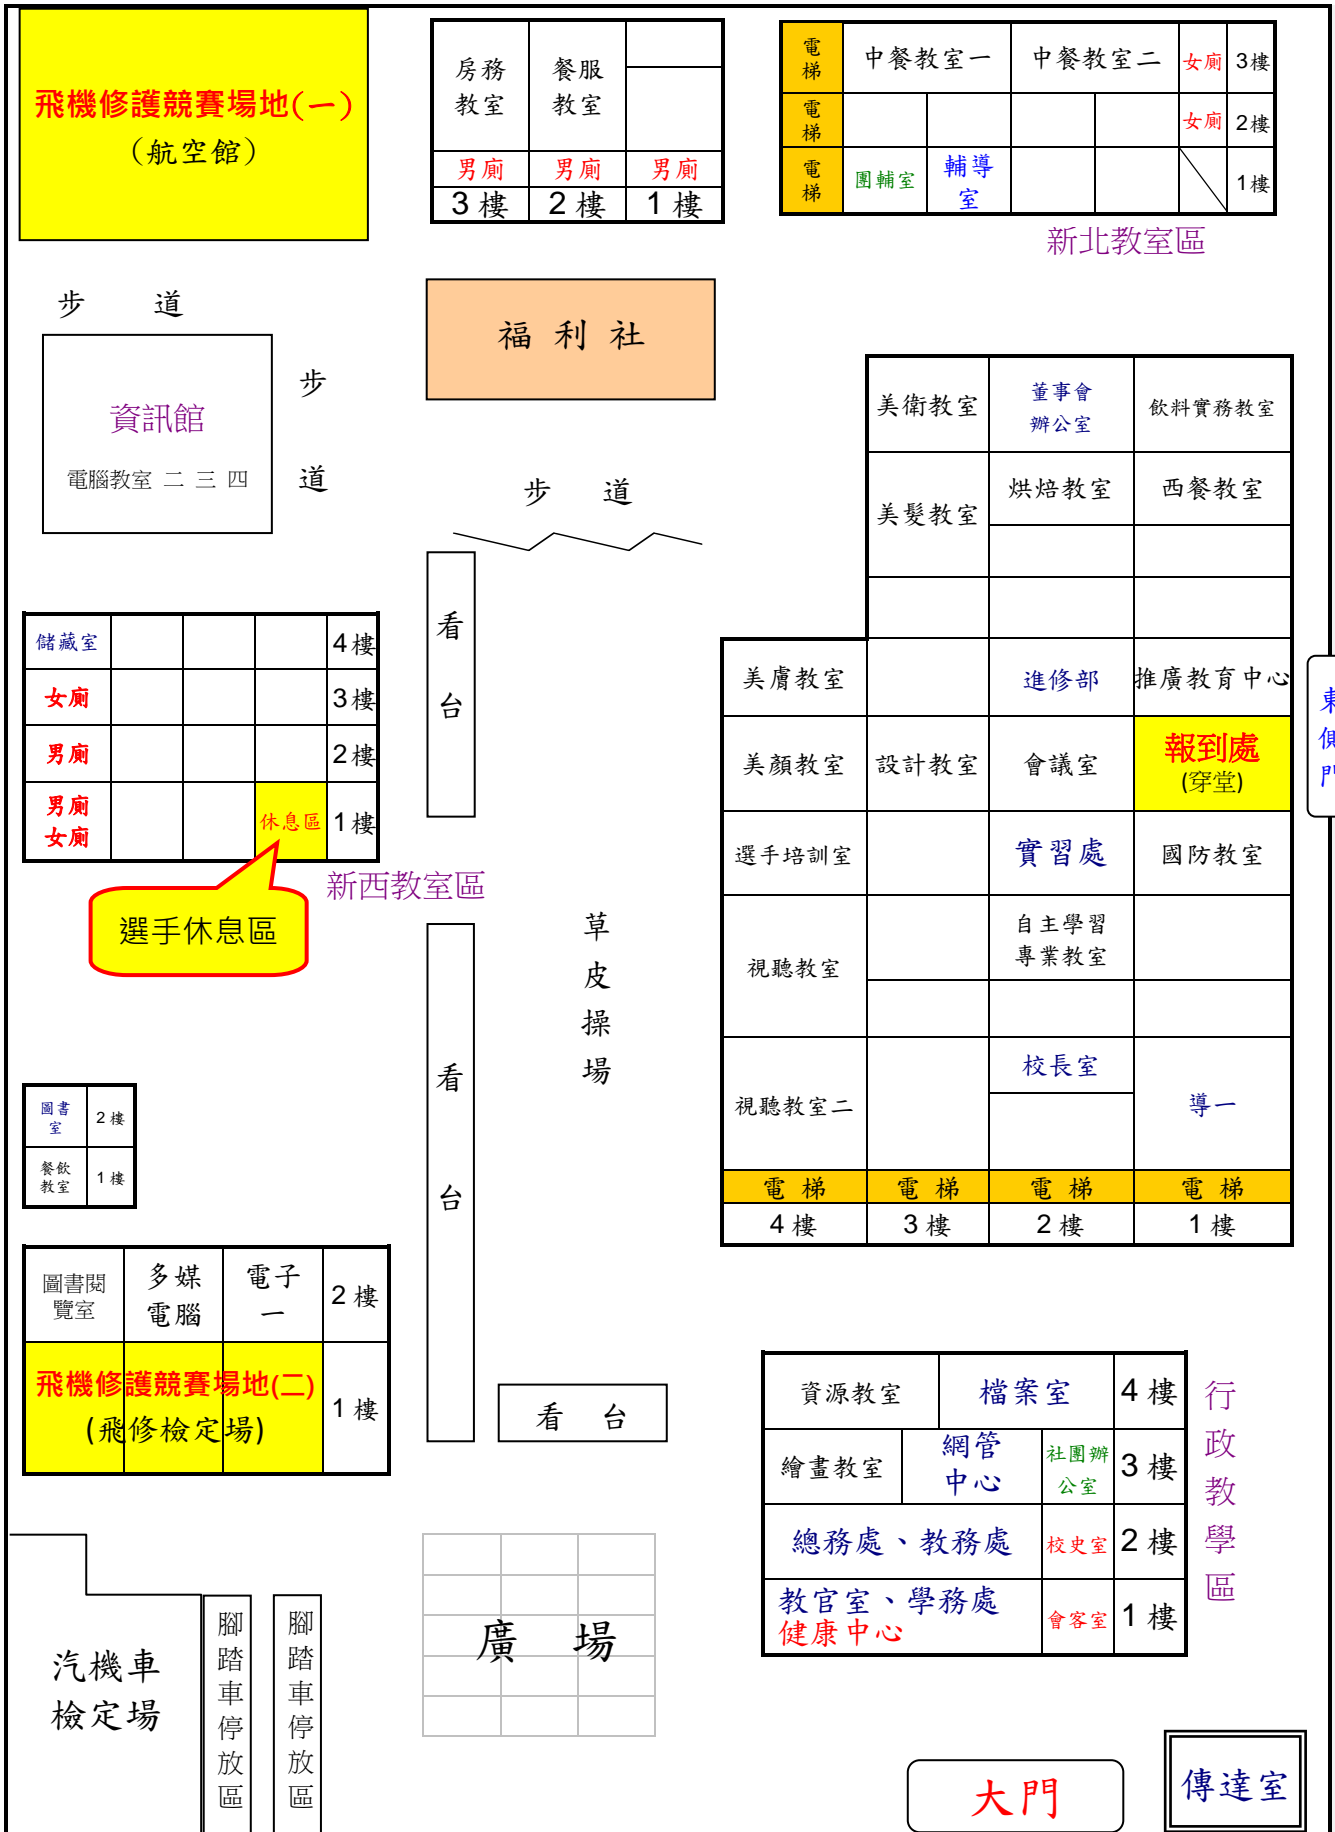 飛機修護競賽場地(一)
(航空館)
房務
教室
餐服
教室
男廁
男廁
男廁
3 樓
2 樓
1 樓
電梯
中餐教室一
中餐教室二
女廁
3樓
電梯
女廁
2樓
電梯
團輔室
輔導
室
1樓
新北教室區
步 道
福 利 社
資訊館
電腦教室 二 三 四
步
道
步 道
美衛教室
董事會
辦公室
飲料實務教室
美髮教室
烘焙教室
西餐教室
看
台
儲藏室
4樓
女廁
3樓
男廁
2樓
男廁
女廁
休息區
1樓
新西教室區
選手休息區
美膚教室
進修部
推廣教育中心
美顏教室
設計教室
會議室
報到處
(穿堂)
選手培訓室
實習處
國防教室
視聽教室
自主學習
專業教室
視聽教室二
校長室
導一
電 梯
電 梯
電 梯
電 梯
4 樓
3 樓
2 樓
1 樓
東
側
門
草
皮
操
場
看
台
圖書
室
2 樓
餐飲
教室
1 樓
圖書閱
覽室
多媒
電腦
電子
一
2 樓
飛機修護競賽場地(二)
(飛修檢定場)
1 樓
看 台
資源教室
檔案室
4 樓
繪畫教室
網管
中心
社團辦
公室
3 樓
總務處、教務處
校史室
2 樓
教官室、學務處
健康中心
會客室
1 樓
行
政
教
學
區
汽機車
檢定場
腳
踏
車
停
放
區
腳
踏
車
停
放
區
廣 場
大門
傳達室